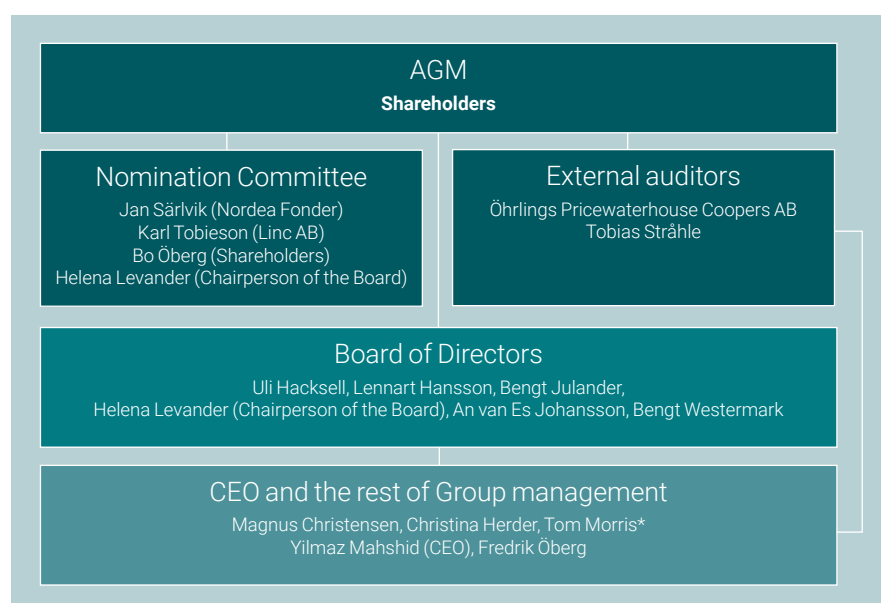 AGM
Shareholders
Nomination Committee
Jan Särlvik (Nordea Fonder)
Karl Tobieson (Linc AB)
Bo Öberg (Shareholders)
Helena Levander (Chairperson of the Board)
External auditors
Öhrlings Pricewaterhouse Coopers AB
Tobias Stråhle
Board of Directors
Uli Hacksell, Lennart Hansson, Bengt Julander,
Helena Levander (Chairperson of the Board), An van Es Johansson, Bengt Westermark
CEO and the rest of Group management
Magnus Christensen, Christina Herder, Tom Morris*
Yilmaz Mahshid (CEO), Fredrik Öberg